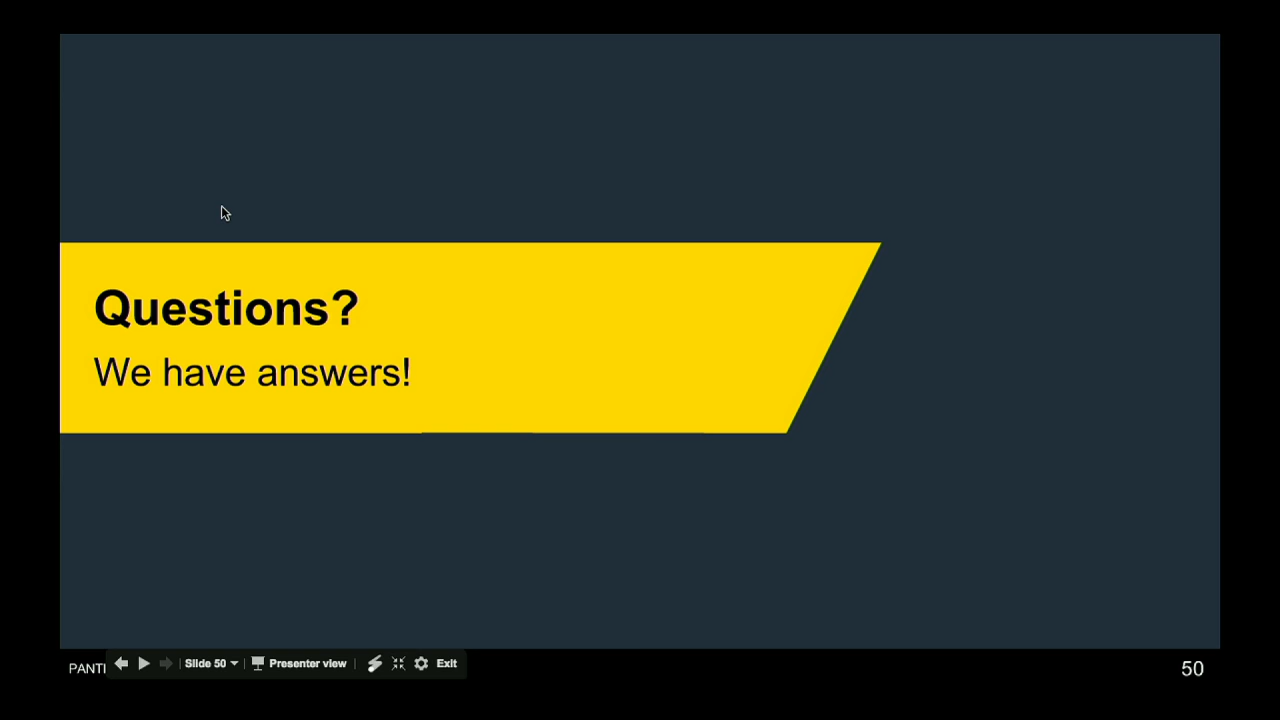 Questions?
We have answers!
PANTI
Slide 50
Presenter view
Exit
50